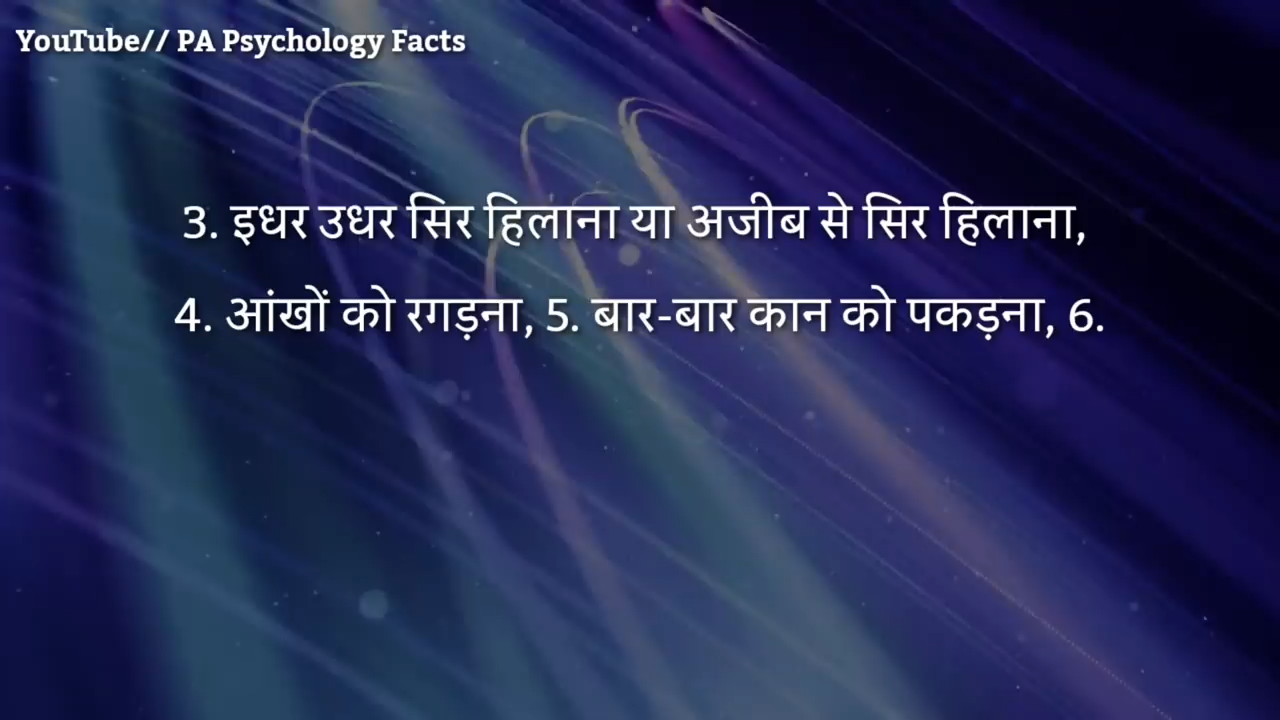 YouTube// PA Psychology Facts
3. इधर उधर सिर हिलाना या अजीब से सिर हिलाना,
4. आंखों को रगड़ना, 5. बार-बार कान को पकड़ना, 6.